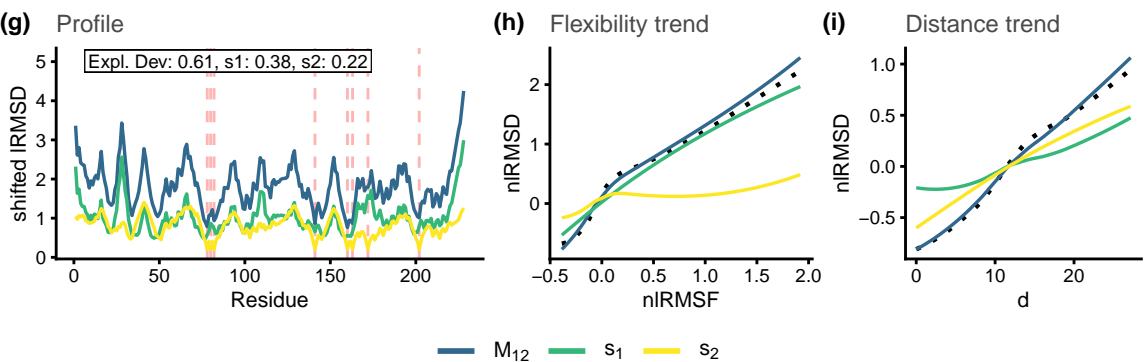 (g) Profile
Expl. Dev: 0.61, s1: 0.38, s2: 0.22
shifted lRMSD
5
4
3
2
1
0
0 50 100 150 200
Residue
(h) Flexibility trend
nlRMSD
2
1
0
−0.5 0.0 0.5 1.0 1.5 2.0
nlRMSF
(i) Distance trend
nlRMSD
1.0
0.5
0.0
−0.5
0 10 20
d
M12 s1 s2